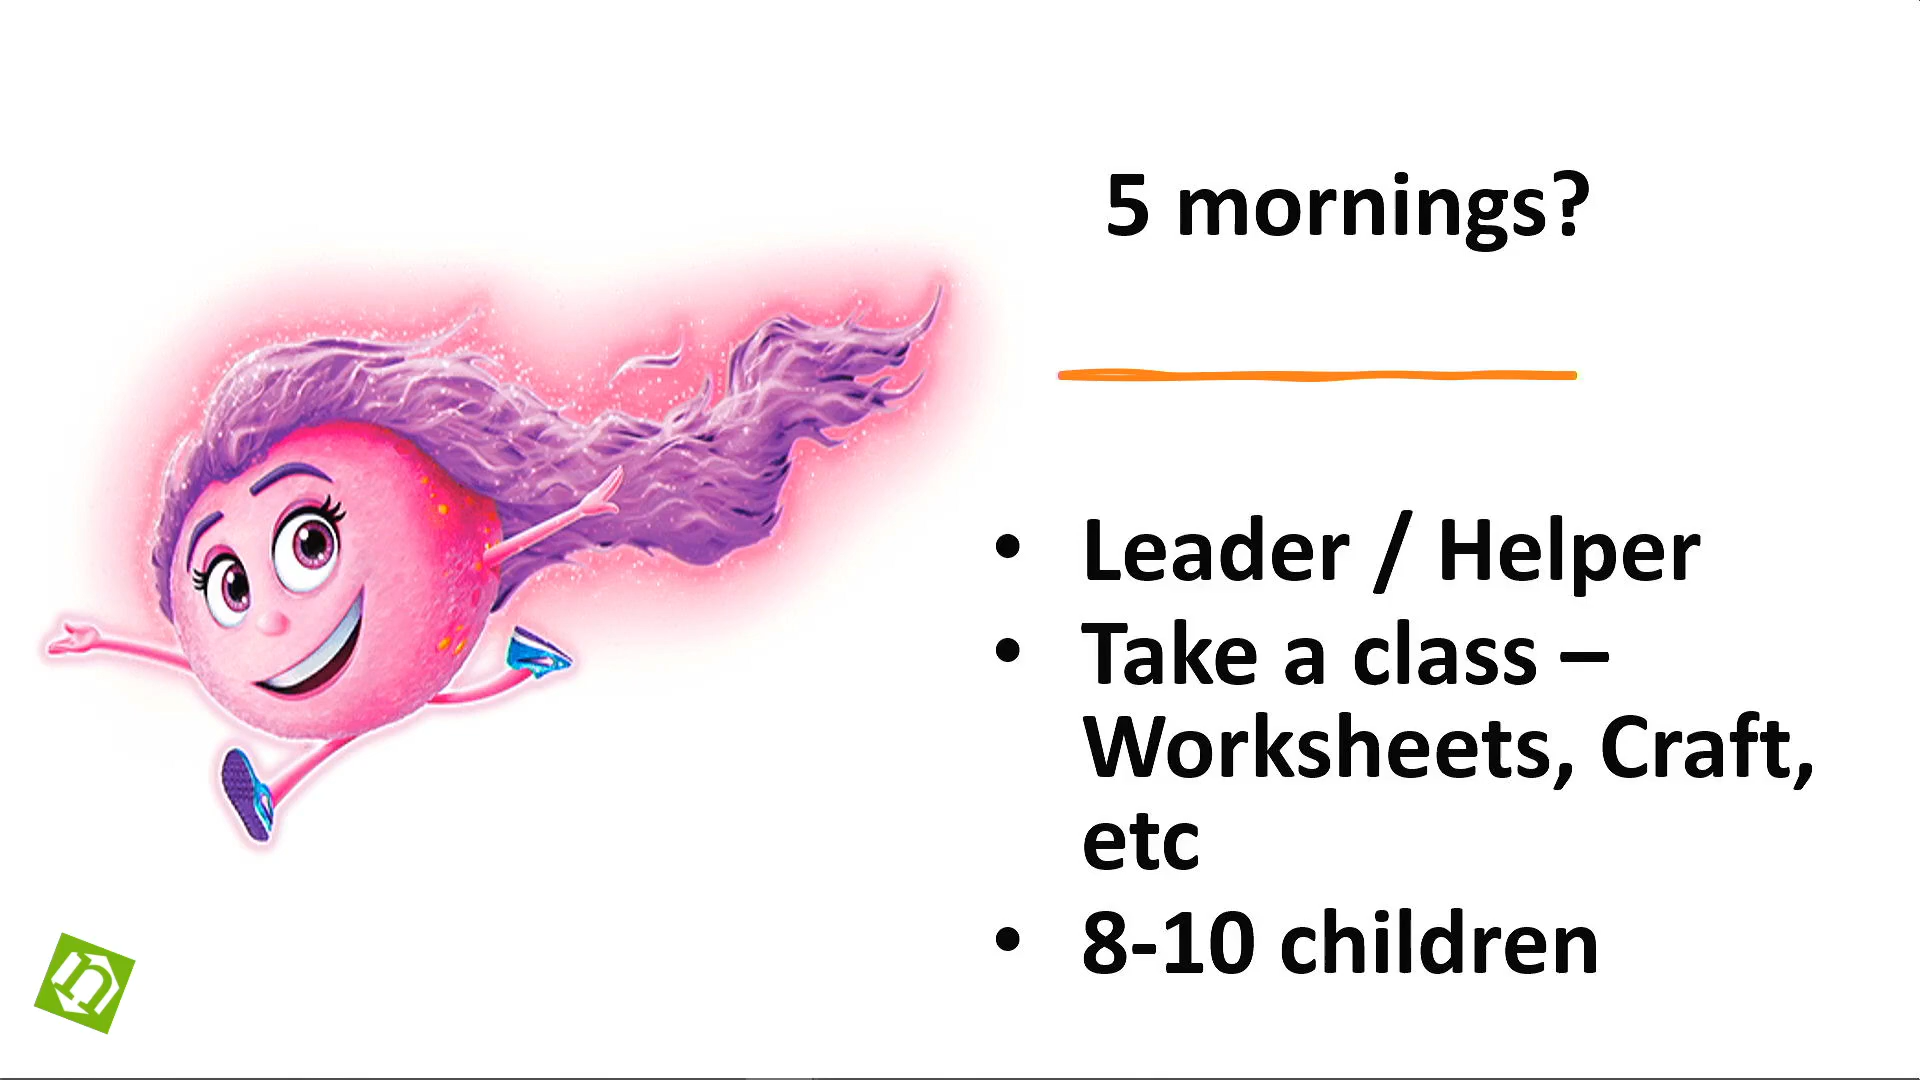 5 mornings?
• Leader / Helper
• Take a class –
Worksheets, Craft,
etc
• 8-10 children
n